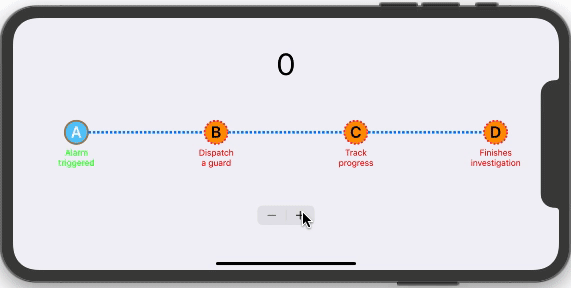 0
A B C D
Alarm triggered
Dispatch a guard
Track progress
Finishes investigation
− +